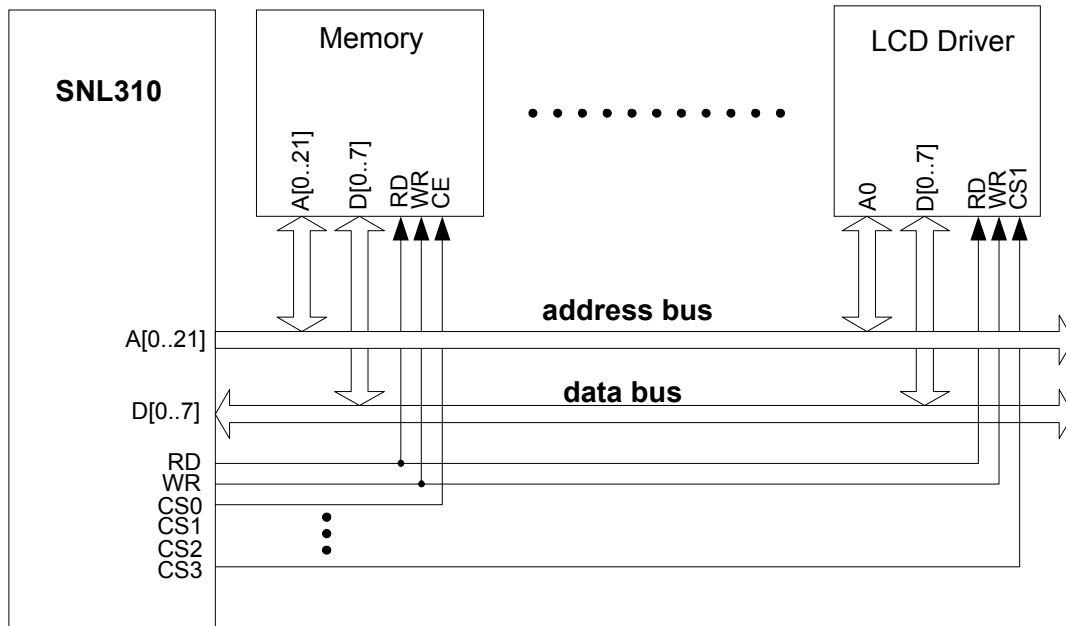 Memory
LCD Driver
SNL310
A[0..21]
D[0..7]
RD
WR
CE
A0
D[0..7]
RD
WR
CS1
address bus
A[0..21]
data bus
D[0..7]
RD
WR
CS0
CS1
CS2
CS3